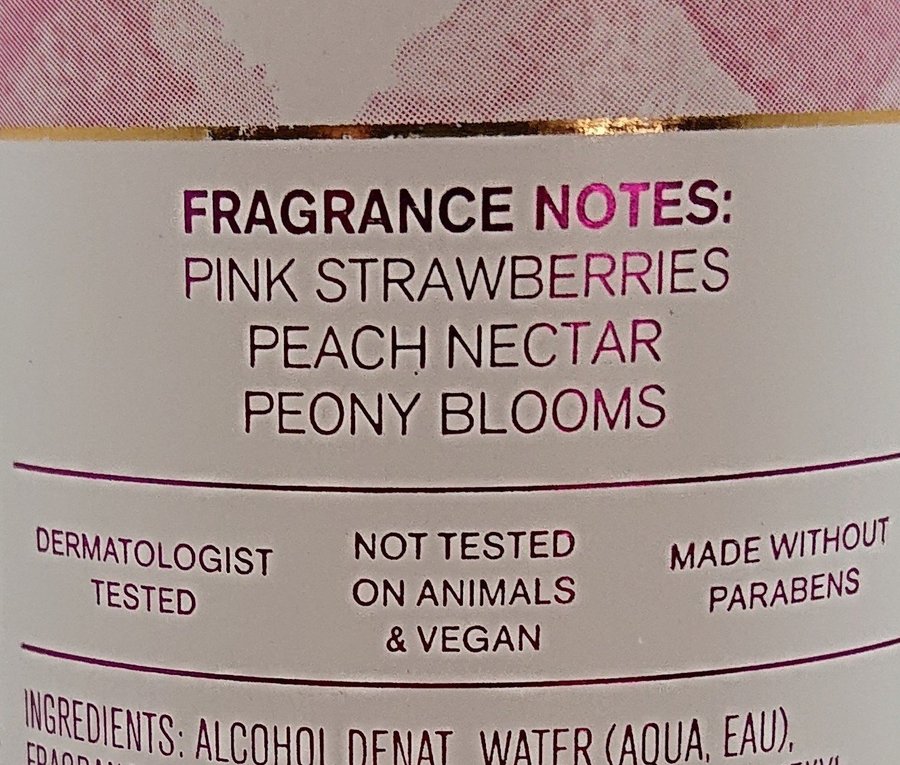 FRAGRANCE NOTES:
PINK STRAWBERRIES
PEACH NECTAR
PEONY BLOOMS
DERMATOLOGIST
TESTED
NOT TESTED
ON ANIMALS
& VEGAN
MADE WITHOUT
PARABENS
INGREDIENTS: ALCOHOL DENAT, WATER (AQUA, EAU),